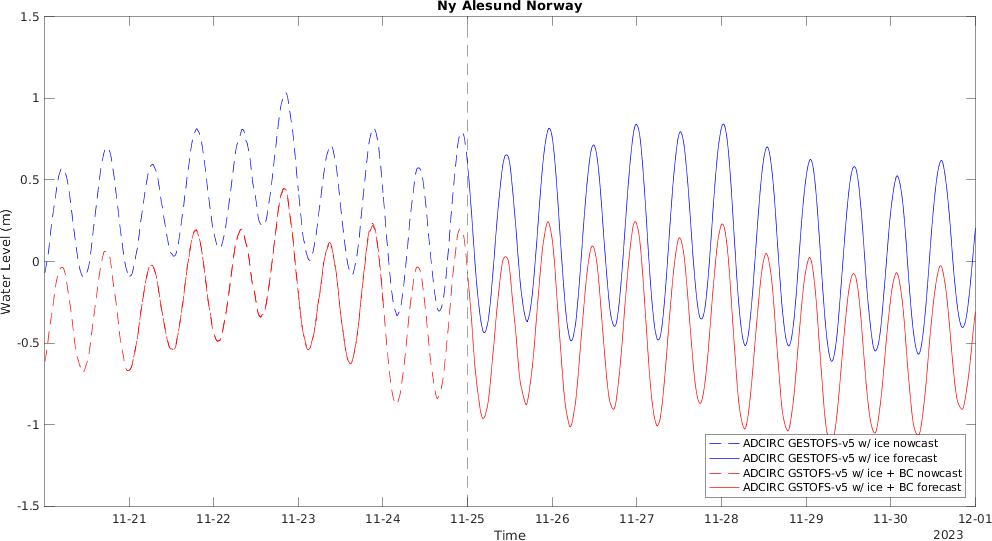 Ny Alesund Norway
1.5
1
0.5
0
-0.5
-1
-1.5
Water Level (m)
ADCIRC GESTOFS-v5 w/ ice nowcast
ADCIRC GESTOFS-v5 w/ ice forecast
ADCIRC GSTOFS-v5 w/ ice + BC nowcast
ADCIRC GSTOFS-v5 w/ ice + BC forecast
11-21 11-22 11-23 11-24 11-25 11-26 11-27 11-28 11-29 11-30 12-01
Time
2023